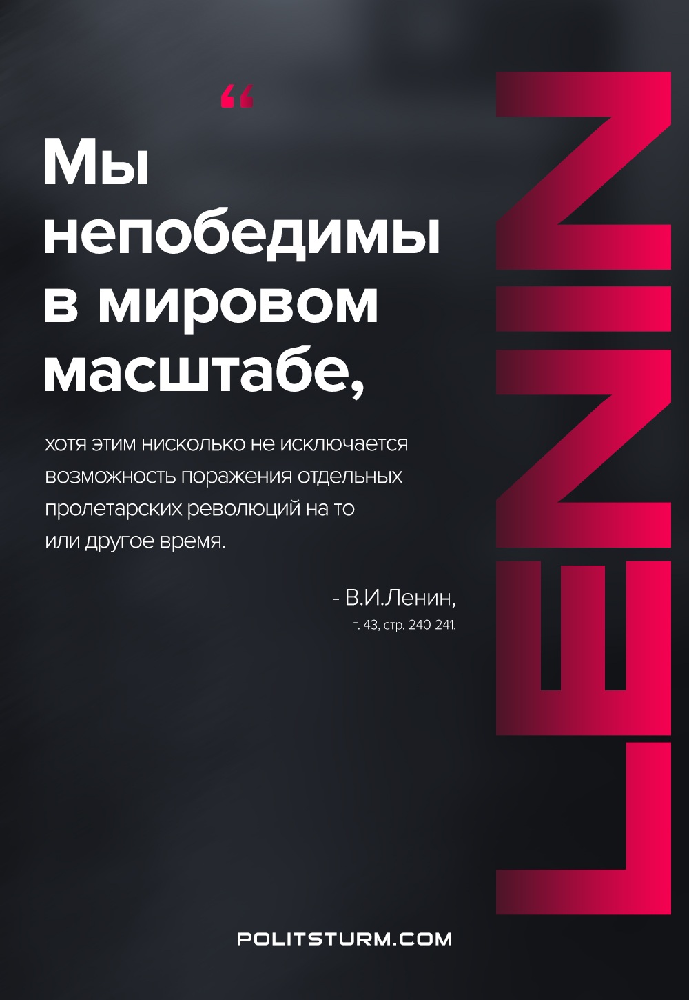 “
Мы
непобедимы
в мировом
масштабе,
хотя этим нисколько не исключается
возможность поражения отдельных
пролетарских революций на то
или другое время.
- В.И.Ленин,
т. 43, стр. 240-241.
LENIN
POLITSTURM.COM